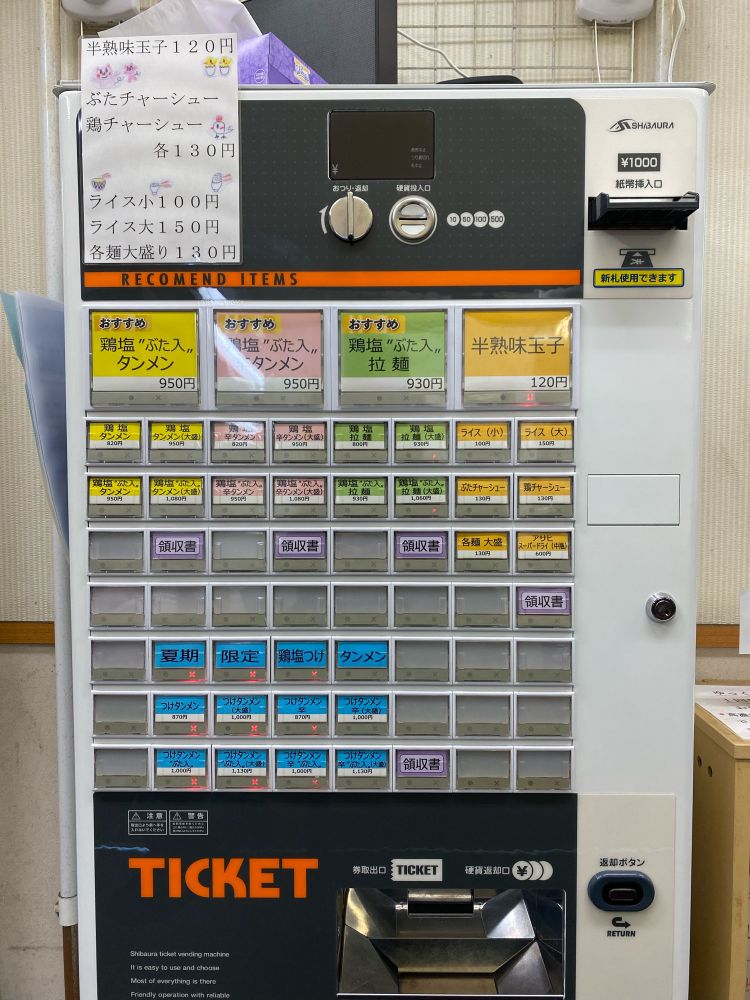 半熟味玉子120円
ぶたチャーシュー
鶏チャーシュー
各130円
ライス小100円
ライス大150円
各麺大盛り130円
¥
おつり・返却
硬貨投入口
10 50 100 500
SHIBAURA
¥1000
紙幣挿入口
新札使用できます
RECOMEND ITEMS
おすすめ
鶏塩"ぶた入„
タンメン
950円
おすすめ
鶏塩"ぶた入„
タンメン
950円
おすすめ
鶏塩"ぶた入„
拉麺
930円
半熟味玉子
120円
鶏塩
タンメン
820円
鶏塩
タンメン(大盛)
950円
鶏塩
辛タンメン
820円
鶏塩
辛タンメン(大盛)
950円
鶏塩
拉麺
800円
鶏塩
拉麺(大盛)
930円
ライス(小)
100円
ライス(大)
150円
鶏塩"ぶた入„
タンメン
950円
鶏塩"ぶた入„
タンメン(大盛)
1,080円
鶏塩"ぶた入„
辛タンメン
950円
鶏塩"ぶた入„
辛タンメン(大盛)
1,080円
鶏塩"ぶた入„
拉麺
930円
鶏塩"ぶた入„
拉麺(大盛)
1,060円
ぶたチャーシュー
130円
鶏チャーシュー
130円
領収書
領収書
領収書
各麺 大盛
130円
アサヒ
スーパードライ(中瓶)
600円
領収書
夏期
限定
鶏塩つけ
タンメン
つけタンメン
870円
つけタンメン
(大盛)
1,000円
つけタンメン
辛
870円
つけタンメン
辛(大盛)
1,000円
つけタンメン
"ぶた入„
1,000円
つけタンメン
"ぶた入„(大盛)
1,130円
つけタンメン
辛"ぶた入„
1,000円
つけタンメン
辛"ぶた入„(大盛)
1,130円
領収書
注意
警告
TICKET
券取出口
TICKET
硬貨返却口
¥
返却ボタン
RETURN
Shibaura ticket vending machine
It is easy to use and choose
Most of everything is there
Friendly operation with reliable